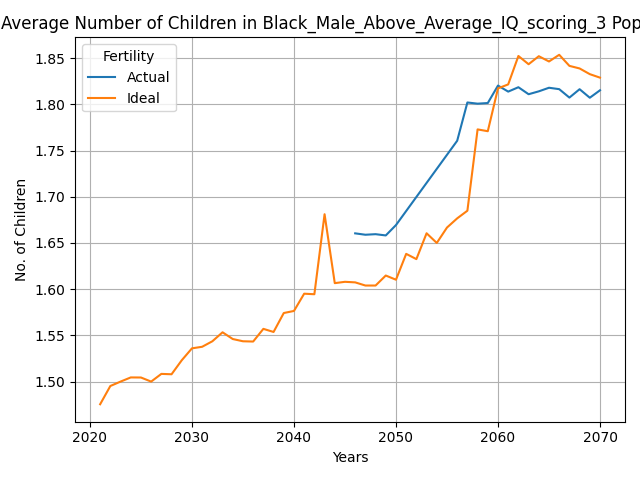 Average Number of Children in Black_Male_Above_Average_IQ_scoring_3 Pop
Fertility
Actual
Ideal
No. of Children
1.85
1.80
1.75
1.70
1.65
1.60
1.55
1.50
2020 2030 2040 2050 2060 2070
Years